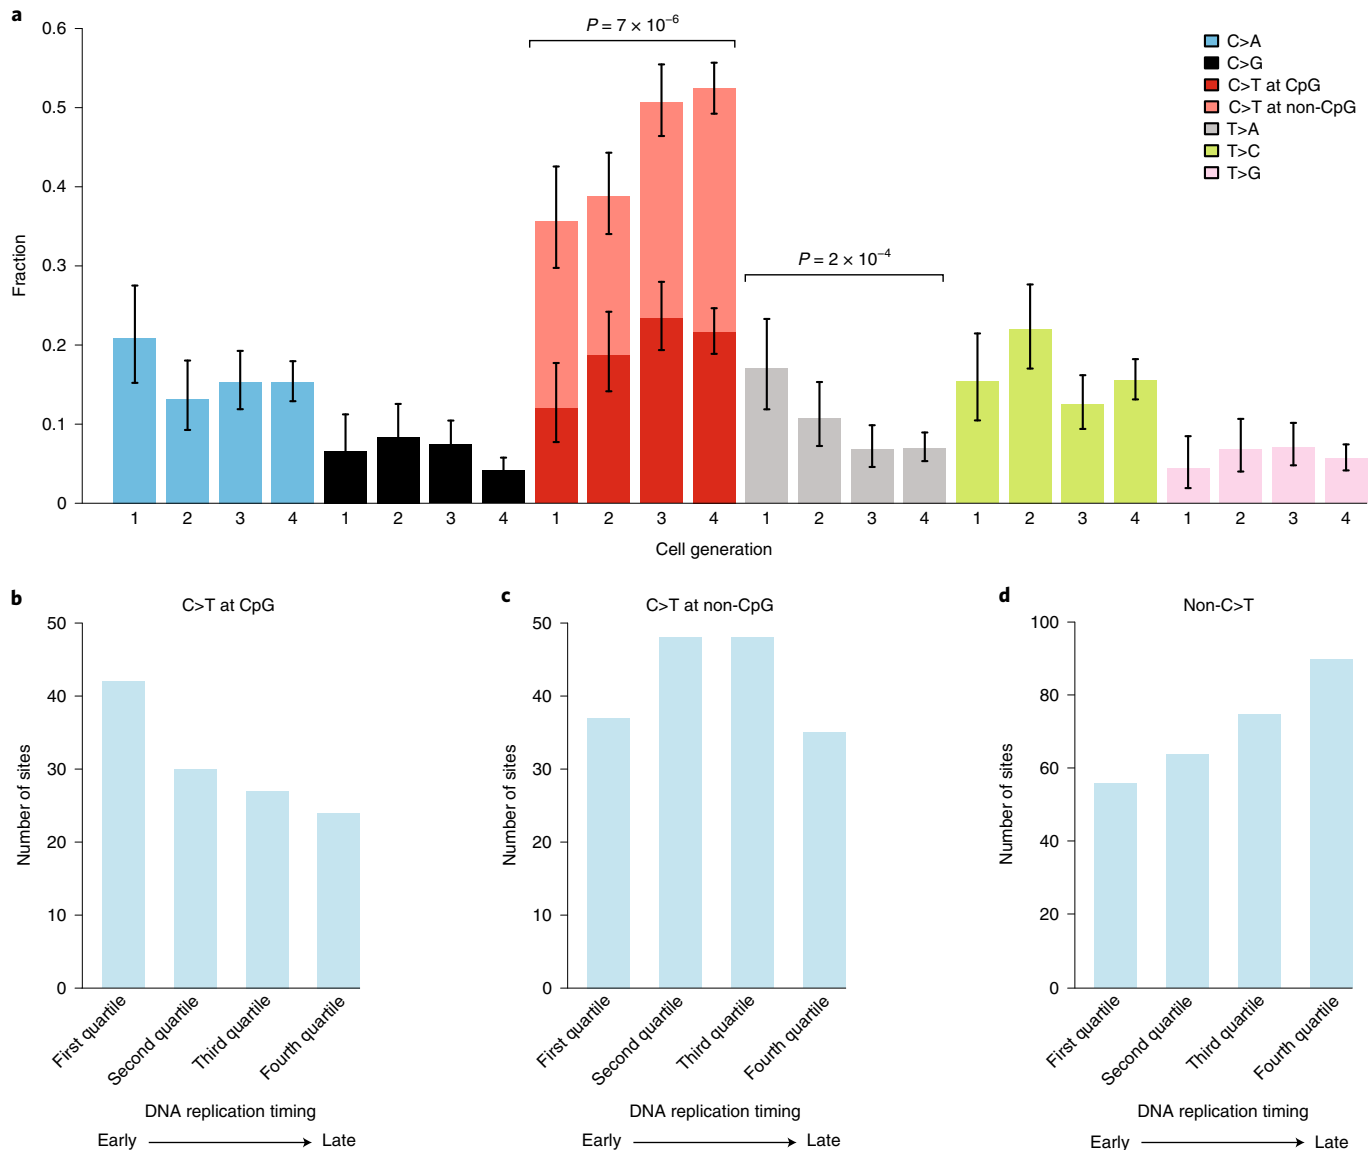 a
0.6
0.5
0.4
0.3
0.2
0.1
0
Fraction
P = 7 × 10⁻⁶
P = 2 × 10⁻⁴
C>A
C>G
C>T at CpG
C>T at non-CpG
T>A
T>C
T>G
1 2 3 4 1 2 3 4 1 2 3 4 1 2 3 4 1 2 3 4 1 2 3 4
Cell generation
b
C>T at CpG
50
40
30
20
10
0
Number of sites
First quartile
Second quartile
Third quartile
Fourth quartile
DNA replication timing
Early Late
c
C>T at non-CpG
50
40
30
20
10
0
Number of sites
First quartile
Second quartile
Third quartile
Fourth quartile
DNA replication timing
Early Late
d
Non-C>T
100
80
60
40
20
0
Number of sites
First quartile
Second quartile
Third quartile
Fourth quartile
DNA replication timing
Early Late